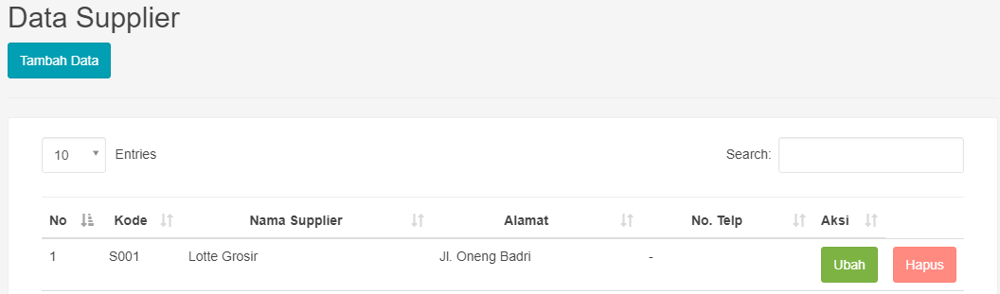 Data Supplier
Tambah Data
10 Entries Search:
No Kode Nama Supplier Alamat No. Telp Aksi
1 S001 Lotte Grosir Jl. Oneng Badri - Ubah Hapus